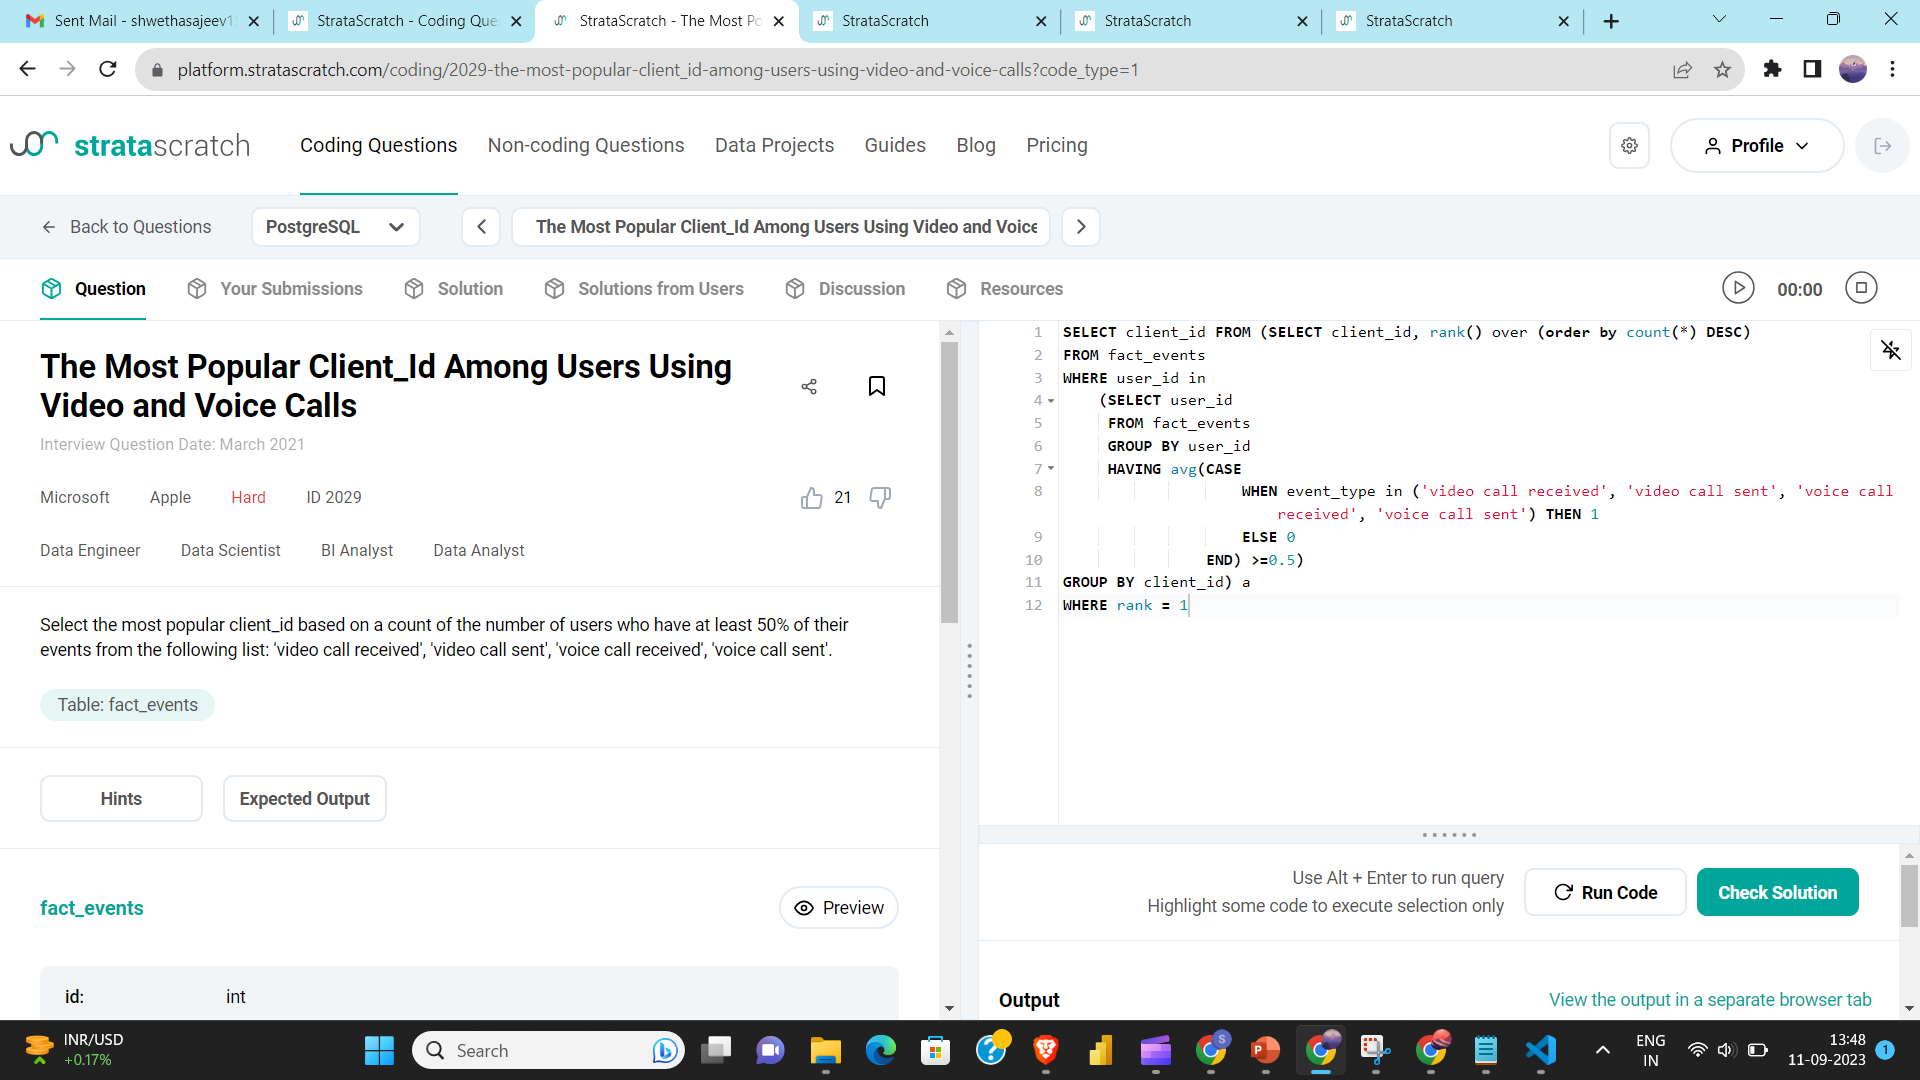 Sent Mail - shwethasajeev1
StrataScratch - Coding Que
StrataScratch - The Most Po
StrataScratch
StrataScratch
StrataScratch
platform.stratascratch.com/coding/2029-the-most-popular-client_id-among-users-using-video-and-voice-calls?code_type=1
stratascratch
Coding Questions
Non-coding Questions
Data Projects
Guides
Blog
Pricing
Profile
Back to Questions
PostgreSQL
The Most Popular Client_Id Among Users Using Video and Voice
Question
Your Submissions
Solution
Solutions from Users
Discussion
Resources
00:00
The Most Popular Client_Id Among Users Using
Video and Voice Calls
Interview Question Date: March 2021
Microsoft
Apple
Hard
ID 2029
21
Data Engineer
Data Scientist
BI Analyst
Data Analyst
Select the most popular client_id based on a count of the number of users who have at least 50% of their
events from the following list: 'video call received', 'video call sent', 'voice call received', 'voice call sent'.
Table: fact_events
Hints
Expected Output
fact_events
Preview
id:
int
1 SELECT client_id FROM (SELECT client_id, rank() over (order by count(*) DESC)
2 FROM fact_events
3 WHERE user_id in
4 (SELECT user_id
5 FROM fact_events
6 GROUP BY user_id
7 HAVING avg(CASE
8 WHEN event_type in ('video call received', 'video call sent', 'voice call
received', 'voice call sent') THEN 1
9 ELSE 0
10 END) >=0.5)
11 GROUP BY client_id) a
12 WHERE rank = 1
Use Alt + Enter to run query
Highlight some code to execute selection only
Run Code
Check Solution
Output
View the output in a separate browser tab
INR/USD
+0.17%
Search
S
P
ENG
IN
13:48
11-09-2023
1